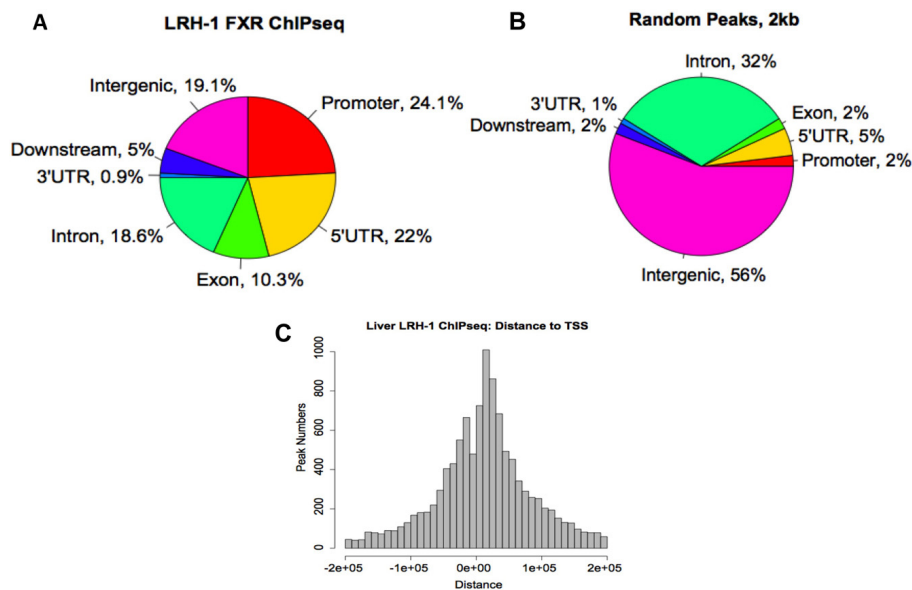 A
LRH-1 FXR ChIPseq
Intergenic, 19.1%
Promoter, 24.1%
Downstream, 5%
3'UTR, 0.9%
Intron, 18.6%
5'UTR, 22%
Exon, 10.3%
B
Random Peaks, 2kb
Intron, 32%
3'UTR, 1%
Exon, 2%
Downstream, 2%
5'UTR, 5%
Promoter, 2%
Intergenic, 56%
C
Liver LRH-1 ChIPseq: Distance to TSS
Peak Numbers
1000
800
600
400
200
0
-2e+05 -1e+05 0e+00 1e+05 2e+05
Distance